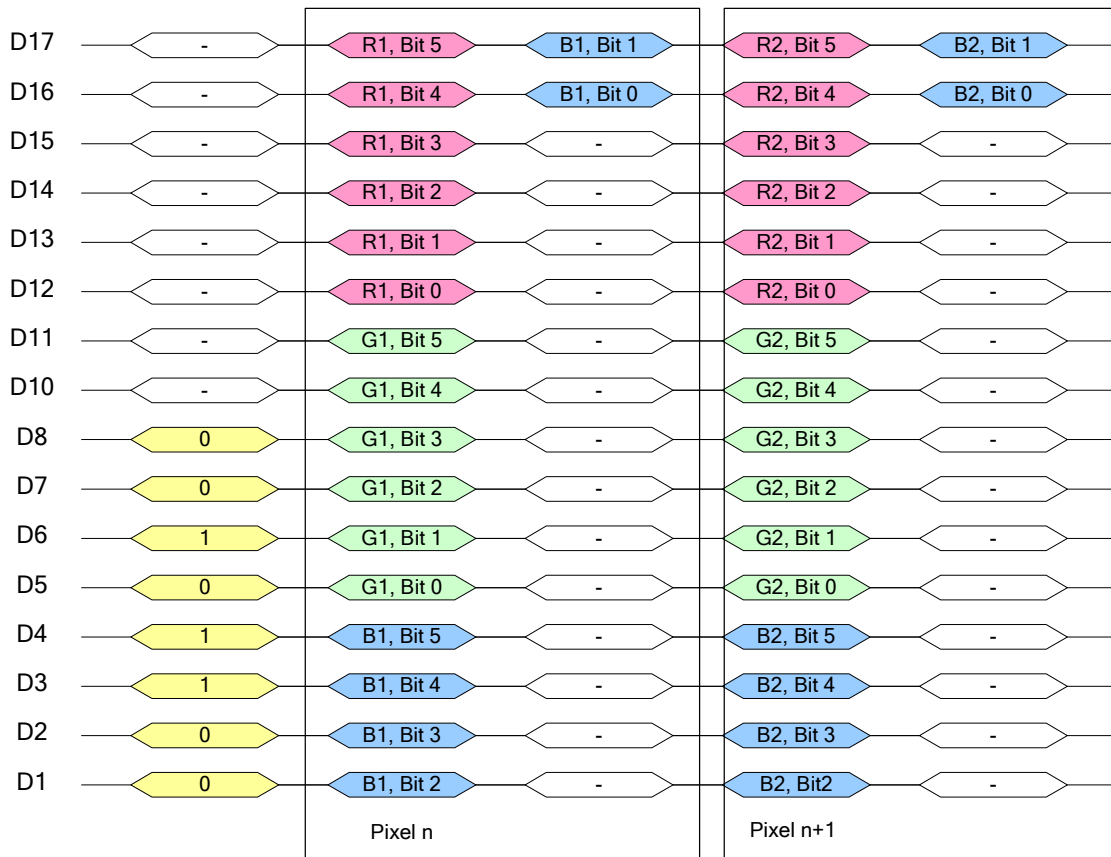 D17 - R1, Bit 5 B1, Bit 1 R2, Bit 5 B2, Bit 1
D16 - R1, Bit 4 B1, Bit 0 R2, Bit 4 B2, Bit 0
D15 - R1, Bit 3 - R2, Bit 3 -
D14 - R1, Bit 2 - R2, Bit 2 -
D13 - R1, Bit 1 - R2, Bit 1 -
D12 - R1, Bit 0 - R2, Bit 0 -
D11 - G1, Bit 5 - G2, Bit 5 -
D10 - G1, Bit 4 - G2, Bit 4 -
D8 0 G1, Bit 3 - G2, Bit 3 -
D7 0 G1, Bit 2 - G2, Bit 2 -
D6 1 G1, Bit 1 - G2, Bit 1 -
D5 0 G1, Bit 0 - G2, Bit 0 -
D4 1 B1, Bit 5 - B2, Bit 5 -
D3 1 B1, Bit 4 - B2, Bit 4 -
D2 0 B1, Bit 3 - B2, Bit 3 -
D1 0 B1, Bit 2 - B2, Bit2 -
Pixel n Pixel n+1